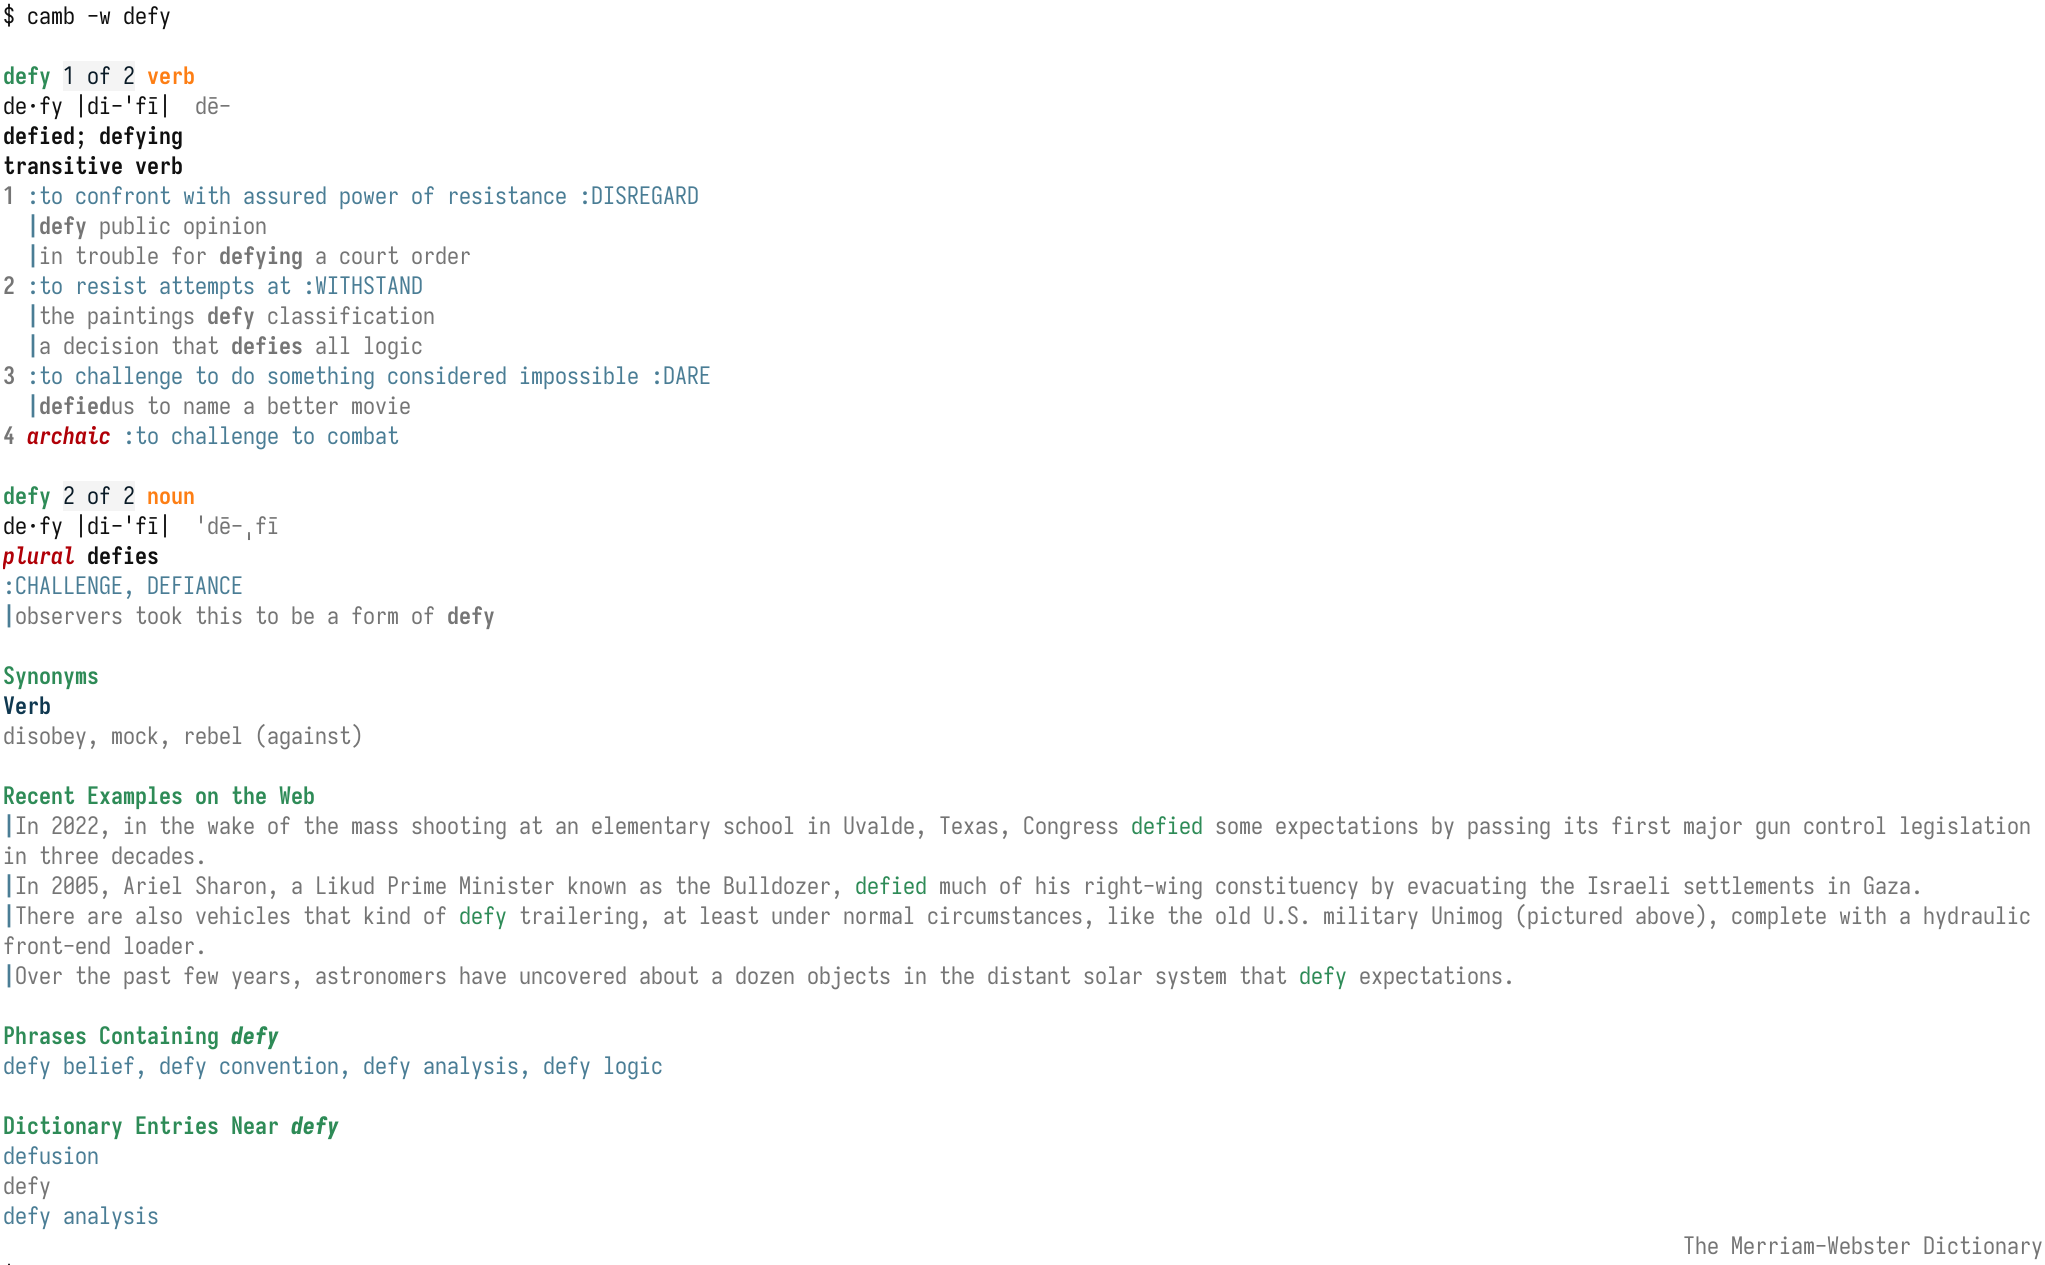 $ camb -w defy
defy 1 of 2 verb
de·fy |di-ˈfī|  dē-
defied; defying
transitive verb
1 :to confront with assured power of resistance :DISREGARD
|defy public opinion
|in trouble for defying a court order
2 :to resist attempts at :WITHSTAND
|the paintings defy classification
|a decision that defies all logic
3 :to challenge to do something considered impossible :DARE
|defiedus to name a better movie
4 archaic :to challenge to combat
defy 2 of 2 noun
de·fy |di-ˈfī|  ˈdē-ˌfī
plural defies
:CHALLENGE, DEFIANCE
|observers took this to be a form of defy
Synonyms
Verb
disobey, mock, rebel (against)
Recent Examples on the Web
|In 2022, in the wake of the mass shooting at an elementary school in Uvalde, Texas, Congress defied some expectations by passing its first major gun control legislation
in three decades.
|In 2005, Ariel Sharon, a Likud Prime Minister known as the Bulldozer, defied much of his right-wing constituency by evacuating the Israeli settlements in Gaza.
|There are also vehicles that kind of defy trailering, at least under normal circumstances, like the old U.S. military Unimog (pictured above), complete with a hydraulic
front-end loader.
|Over the past few years, astronomers have uncovered about a dozen objects in the distant solar system that defy expectations.
Phrases Containing defy
defy belief, defy convention, defy analysis, defy logic
Dictionary Entries Near defy
defusion
defy
defy analysis
The Merriam-Webster Dictionary